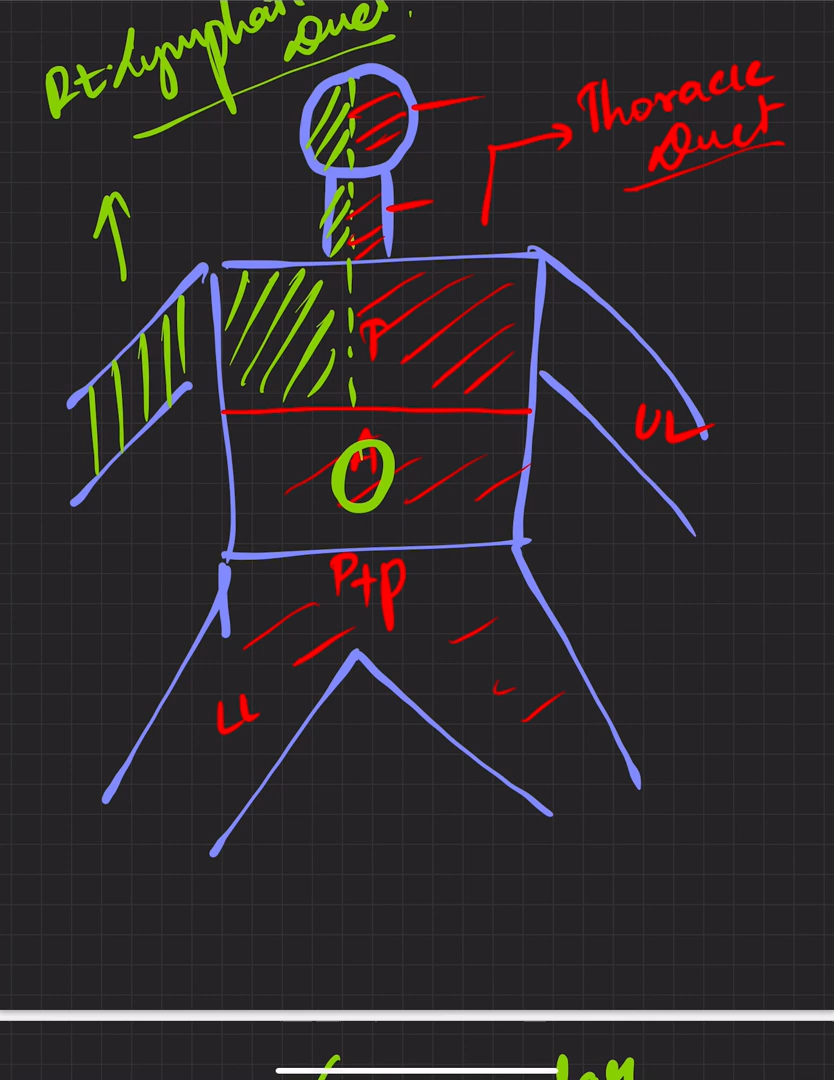 Rt. Lymphatic
Duct.
Thoracic
Duct
T
UL
A
P+P
LL